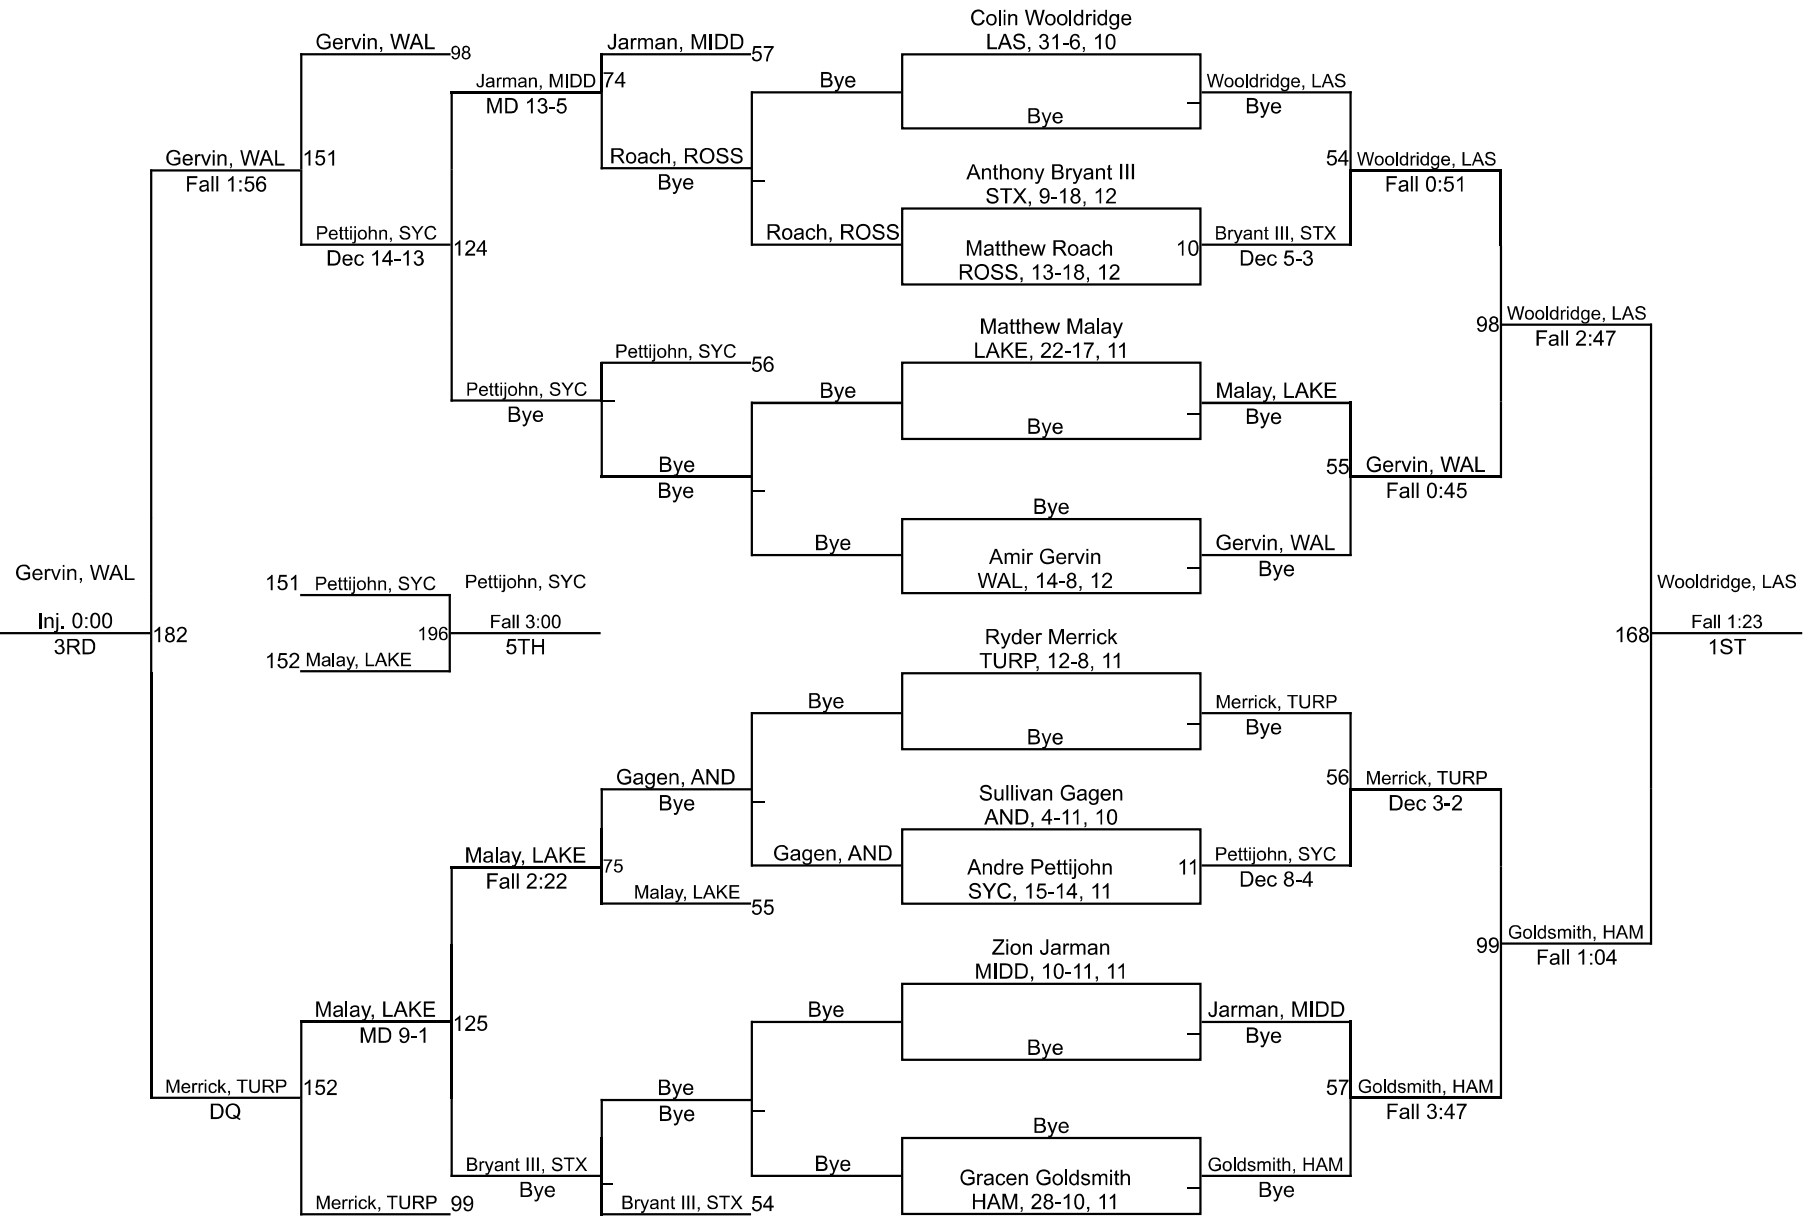 Colin Wooldridge
Gervin, WAL 98
Jarman, MIDD 57
LAS, 31-6, 10
Jarman, MIDD 74
Bye
Wooldridge, LAS
MD 13-5
Bye
Bye
Gervin, WAL 151
Roach, ROSS
54 Wooldridge, LAS
Fall 1:56
Bye
Anthony Bryant III
Fall 0:51
STX, 9-18, 12
Pettijohn, SYC
Roach, ROSS
Bryant III, STX
Dec 14-13
124
Matthew Roach
10
Dec 5-3
ROSS, 13-18, 12
98 Wooldridge, LAS
Matthew Malay
Fall 2:47
Pettijohn, SYC 56
LAKE, 22-17, 11
Pettijohn, SYC
Bye
Malay, LAKE
Bye
Bye
Bye
Bye
Bye
55 Gervin, WAL
Fall 0:45
Bye
Bye
Gervin, WAL
Amir Gervin
Bye
Gervin, WAL
151 Pettijohn, SYC
Pettijohn, SYC
WAL, 14-8, 12
Wooldridge, LAS
Inj. 0:00
182
196
Fall 3:00
168
Fall 1:23
3RD
5TH
1ST
152 Malay, LAKE
Ryder Merrick
TURP, 12-8, 11
Bye
Merrick, TURP
Bye
Bye
Gagen, AND
56 Merrick, TURP
Bye
Sullivan Gagen
Dec 3-2
AND, 4-11, 10
Malay, LAKE 75
Gagen, AND
Pettijohn, SYC
Fall 2:22
Andre Pettijohn
11
Dec 8-4
Malay, LAKE 55
SYC, 15-14, 11
99 Goldsmith, HAM
Zion Jarman
Fall 1:04
MIDD, 10-11, 11
Malay, LAKE 125
Bye
Jarman, MIDD
MD 9-1
Bye
Bye
Merrick, TURP 152
Bye
57 Goldsmith, HAM
DQ
Bye
Fall 3:47
Bye
Bryant III, STX
Bye
Goldsmith, HAM
Bye
Gracen Goldsmith
Bye
Merrick, TURP 99
Bryant III, STX 54
HAM, 28-10, 11